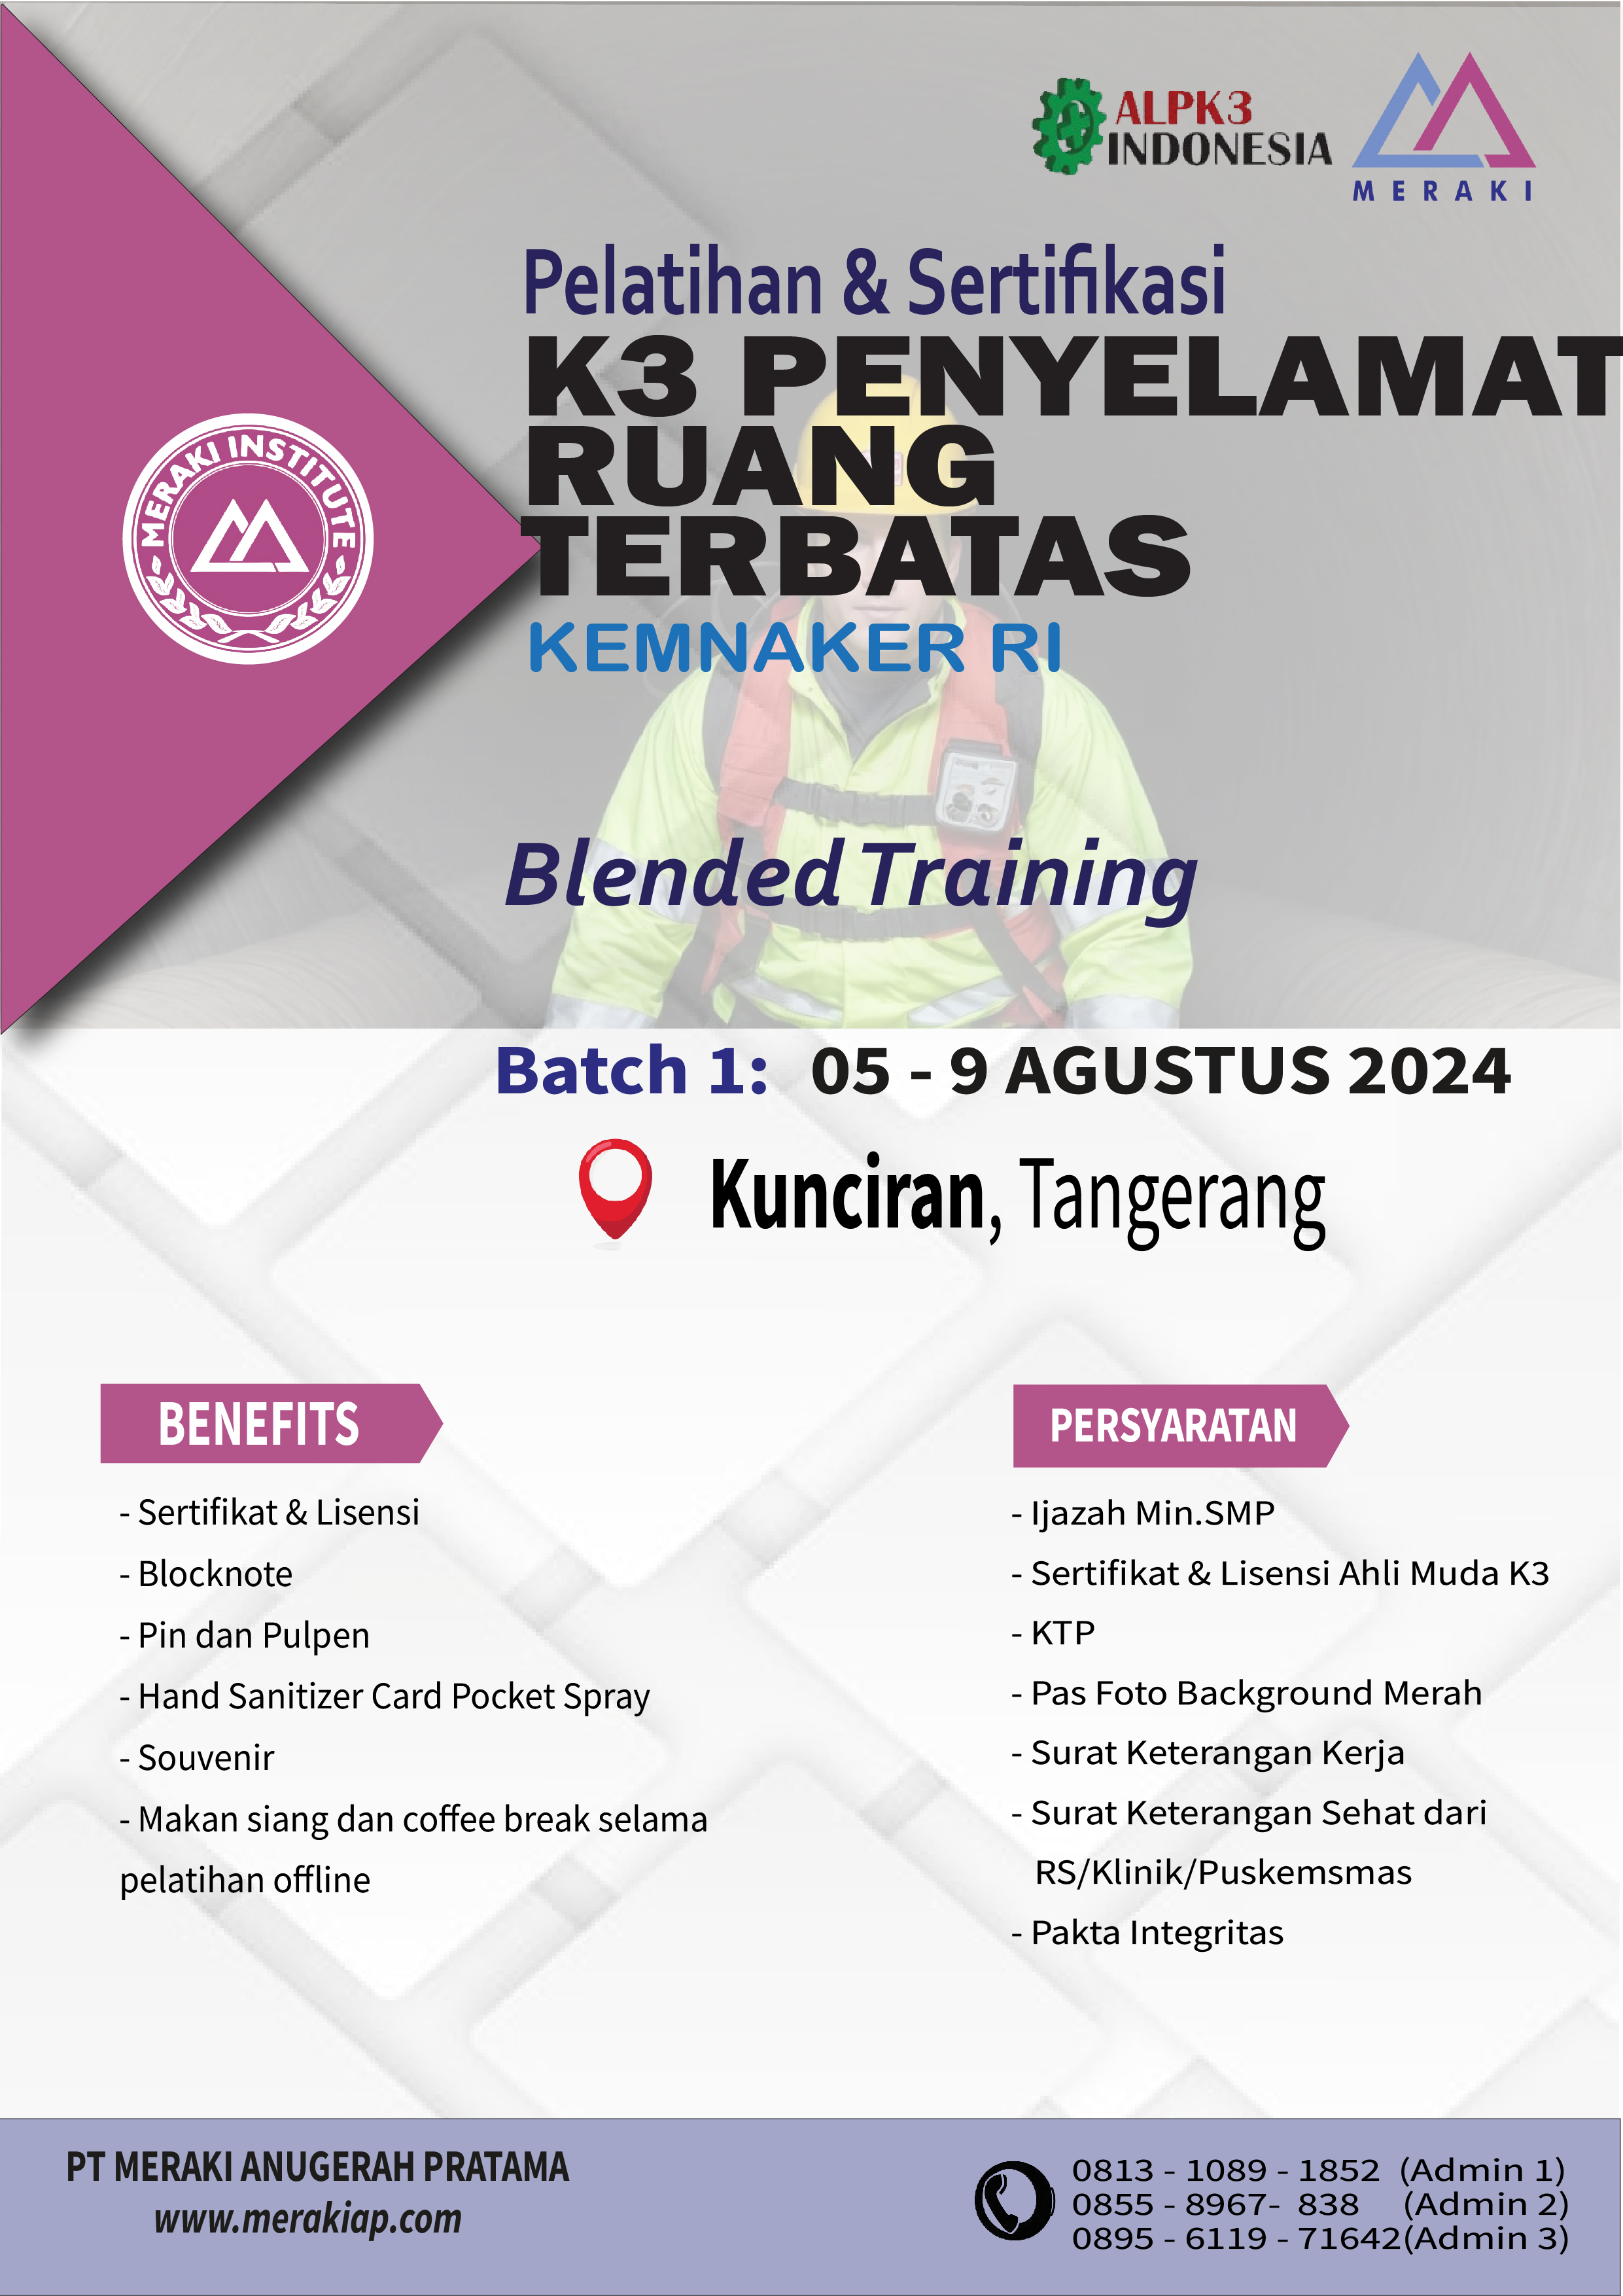 ALPK3
INDONESIA
MERAKI
Pelatihan & Sertifikasi
K3 PENYELAMAT
RUANG
TERBATAS
KEMNAKER RI
MERAKI INSTITUTE
Blended Training
Batch 1: 05 - 9 AGUSTUS 2024
Kunciran, Tangerang
BENEFITS
- Sertifikat & Lisensi
- Blocknote
- Pin dan Pulpen
- Hand Sanitizer Card Pocket Spray
- Souvenir
- Makan siang dan coffee break selama
pelatihan offline
PERSYARATAN
- Ijazah Min.SMP
- Sertifikat & Lisensi Ahli Muda K3
- KTP
- Pas Foto Background Merah
- Surat Keterangan Kerja
- Surat Keterangan Sehat dari
RS/Klinik/Puskemsmas
- Pakta Integritas
PT MERAKI ANUGERAH PRATAMA
www.merakiap.com
0813 - 1089 - 1852 (Admin 1)
0855 - 8967- 838 (Admin 2)
0895 - 6119 - 71642(Admin 3)